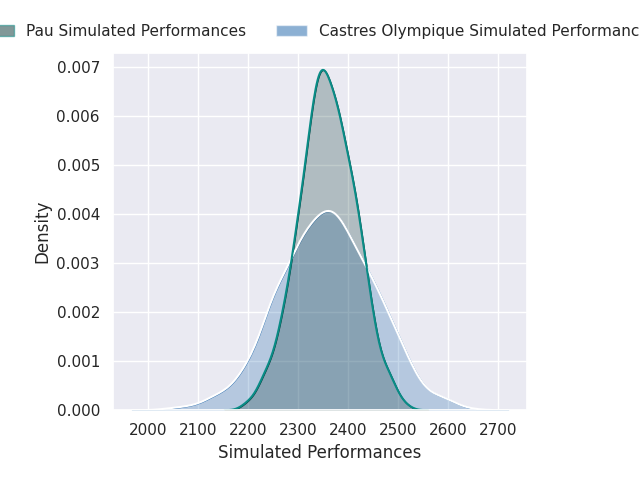 Pau Simulated Performances
Castres Olympique Simulated Performanc
0.007
0.006
0.005
0.004
0.003
0.002
0.001
0.000
Density
2000 2100 2200 2300 2400 2500 2600 2700
Simulated Performances